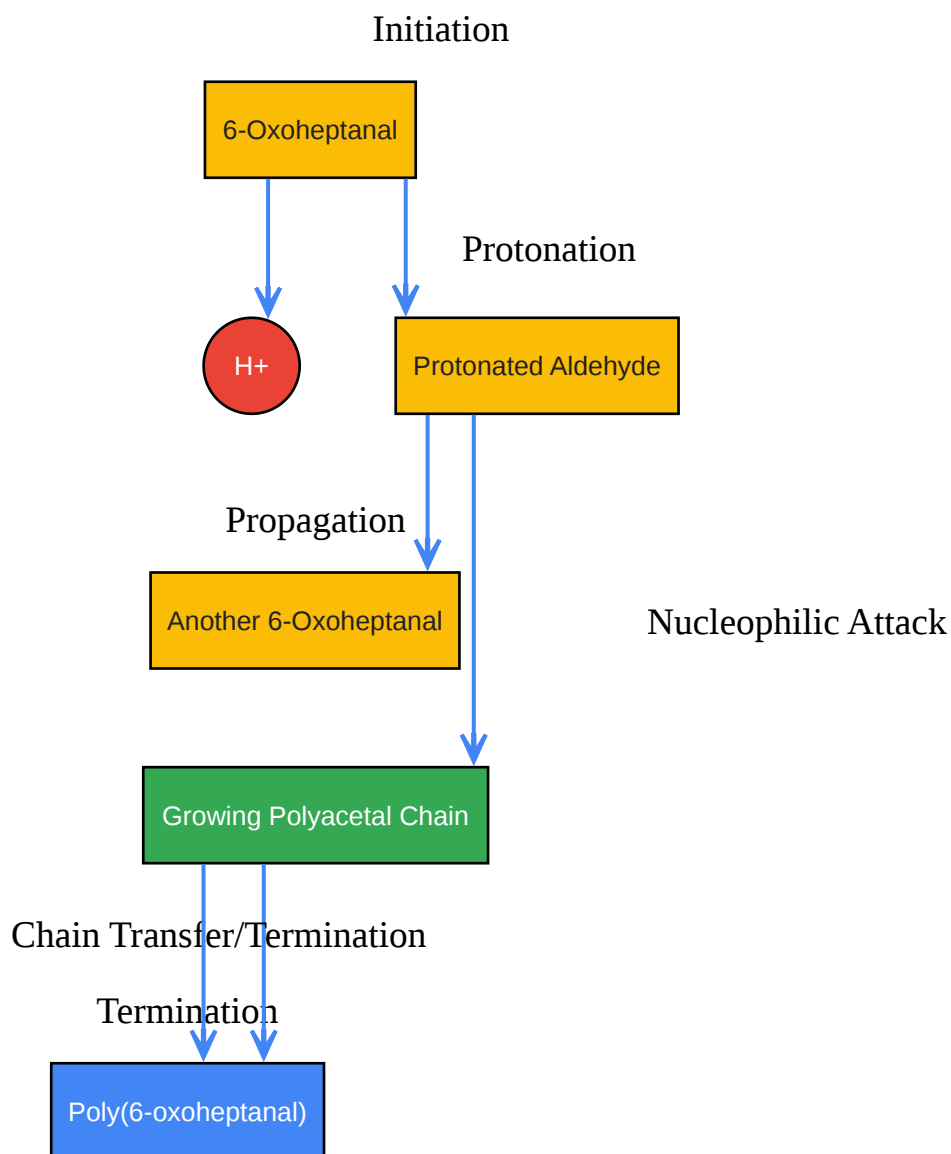 Initiation
6-Oxoheptanal
Protonation
H+
Protonated Aldehyde
Propagation
Another 6-Oxoheptanal
Nucleophilic Attack
Growing Polyacetal Chain
Chain Transfer/Termination
Termination
Poly(6-oxoheptanal)